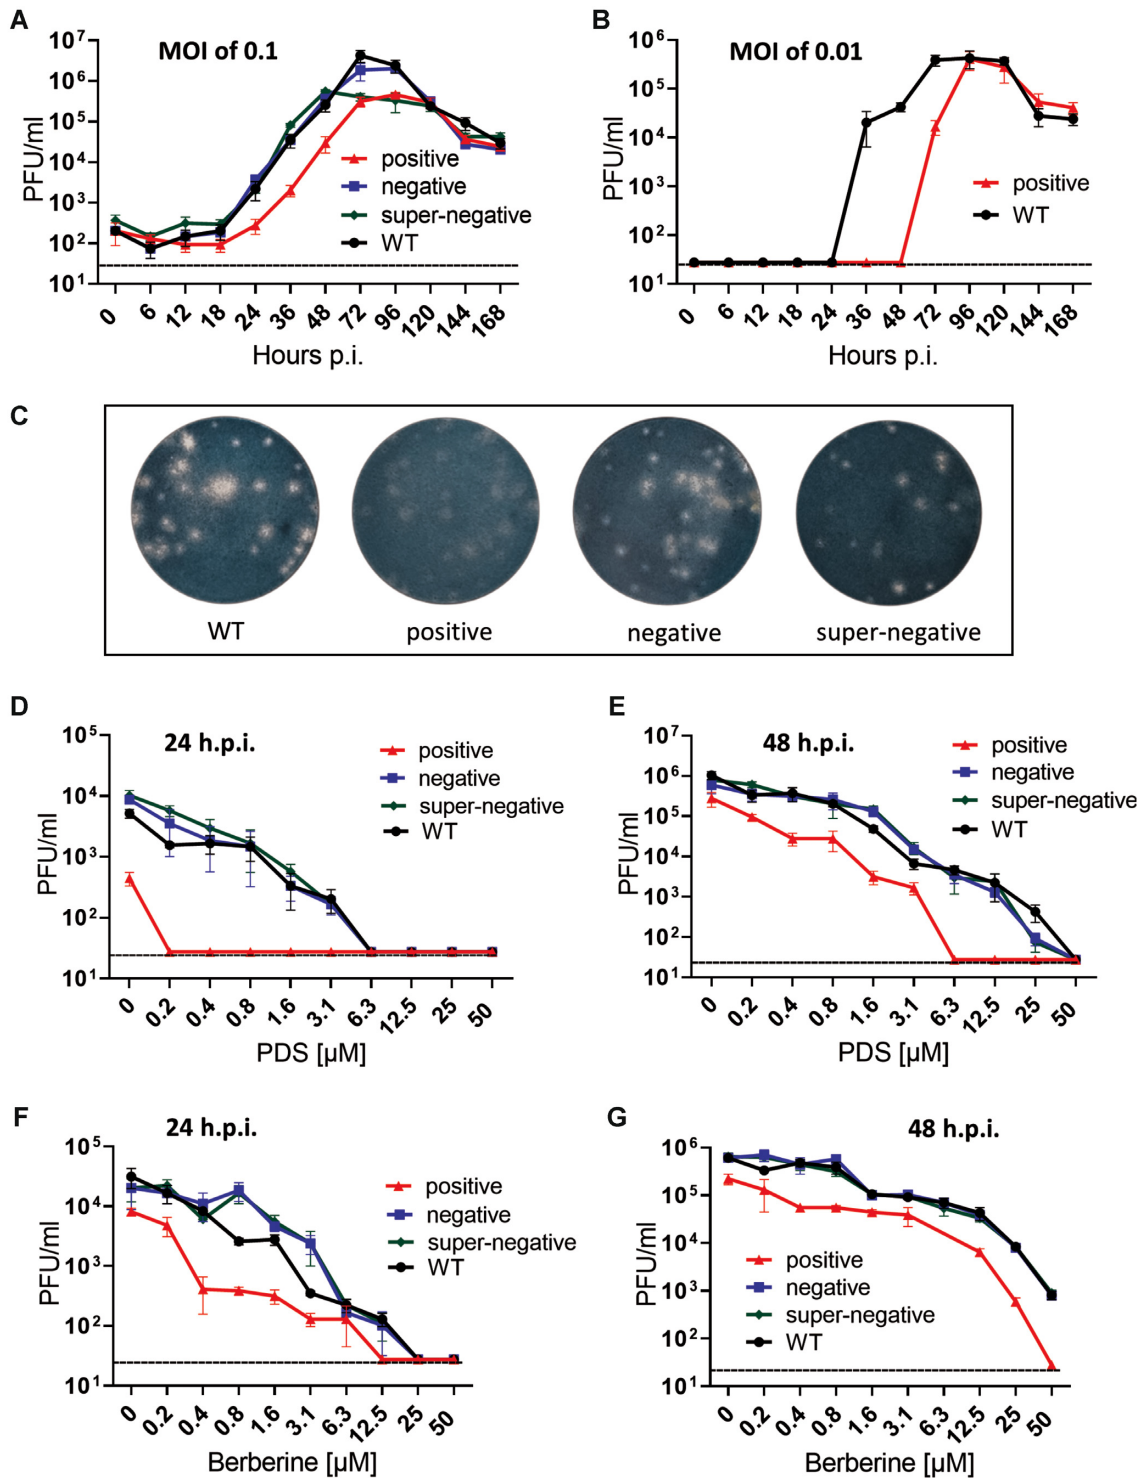 A
MOI of 0.1
10^7
10^6
10^5
10^4
10^3
10^2
10^1
PFU/ml
positive
negative
super-negative
WT
0 6 12 18 24 36 48 72 96 120 144 168
Hours p.i.
B
MOI of 0.01
10^6
10^5
10^4
10^3
10^2
10^1
PFU/ml
positive
WT
0 6 12 18 24 36 48 72 96 120 144 168
Hours p.i.
C
WT positive negative super-negative
D
24 h.p.i.
10^5
10^4
10^3
10^2
10^1
PFU/ml
positive
negative
super-negative
WT
0 0.2 0.4 0.8 1.6 3.1 6.3 12.5 25 50
PDS [µM]
E
48 h.p.i.
10^7
10^6
10^5
10^4
10^3
10^2
10^1
PFU/ml
positive
negative
super-negative
WT
0 0.2 0.4 0.8 1.6 3.1 6.3 12.5 25 50
PDS [µM]
F
24 h.p.i.
10^5
10^4
10^3
10^2
10^1
PFU/ml
positive
negative
super-negative
WT
0 0.2 0.4 0.8 1.6 3.1 6.3 12.5 25 50
Berberine [µM]
G
48 h.p.i.
10^6
10^5
10^4
10^3
10^2
10^1
PFU/ml
positive
negative
super-negative
WT
0 0.2 0.4 0.8 1.6 3.1 6.3 12.5 25 50
Berberine [µM]